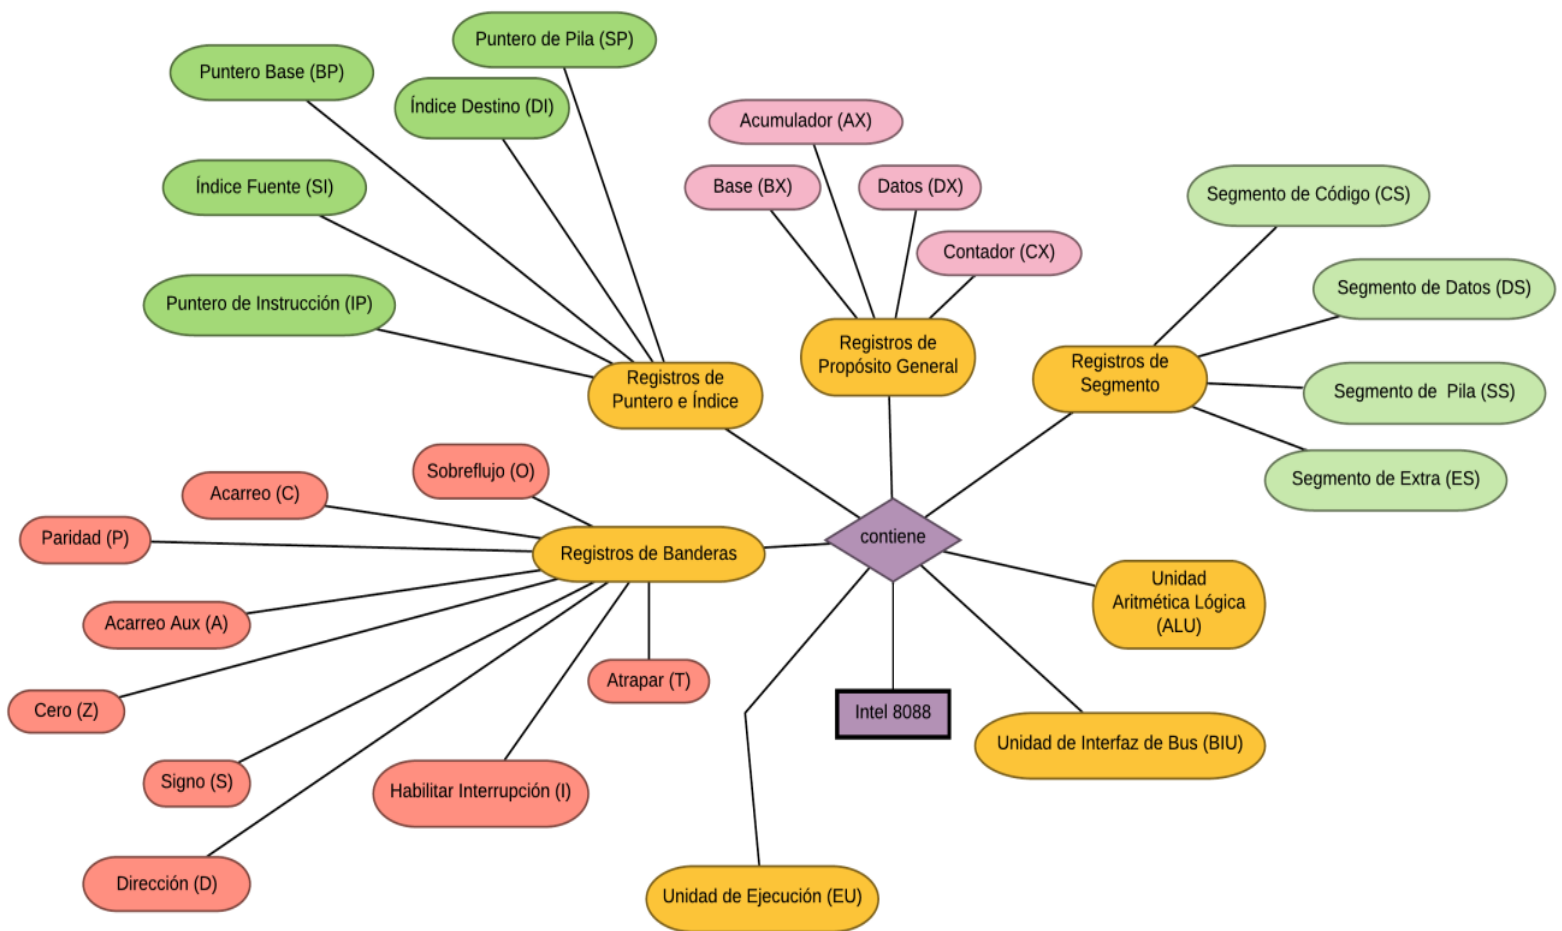 Puntero de Pila (SP)
Puntero Base (BP)
Índice Destino (DI)
Acumulador (AX)
Índice Fuente (SI)
Base (BX)
Datos (DX)
Segmento de Código (CS)
Contador (CX)
Segmento de Datos (DS)
Puntero de Instrucción (IP)
Registros de
Propósito General
Registros de
Segmento
Registros de
Puntero e Índice
Segmento de  Pila (SS)
Sobreflujo (O)
Segmento de Extra (ES)
Acarreo (C)
Paridad (P)
Registros de Banderas
contiene
Unidad
Aritmética Lógica
(ALU)
Acarreo Aux (A)
Atrapar (T)
Cero (Z)
Intel 8088
Unidad de Interfaz de Bus (BIU)
Signo (S)
Habilitar Interrupción (I)
Dirección (D)
Unidad de Ejecución (EU)